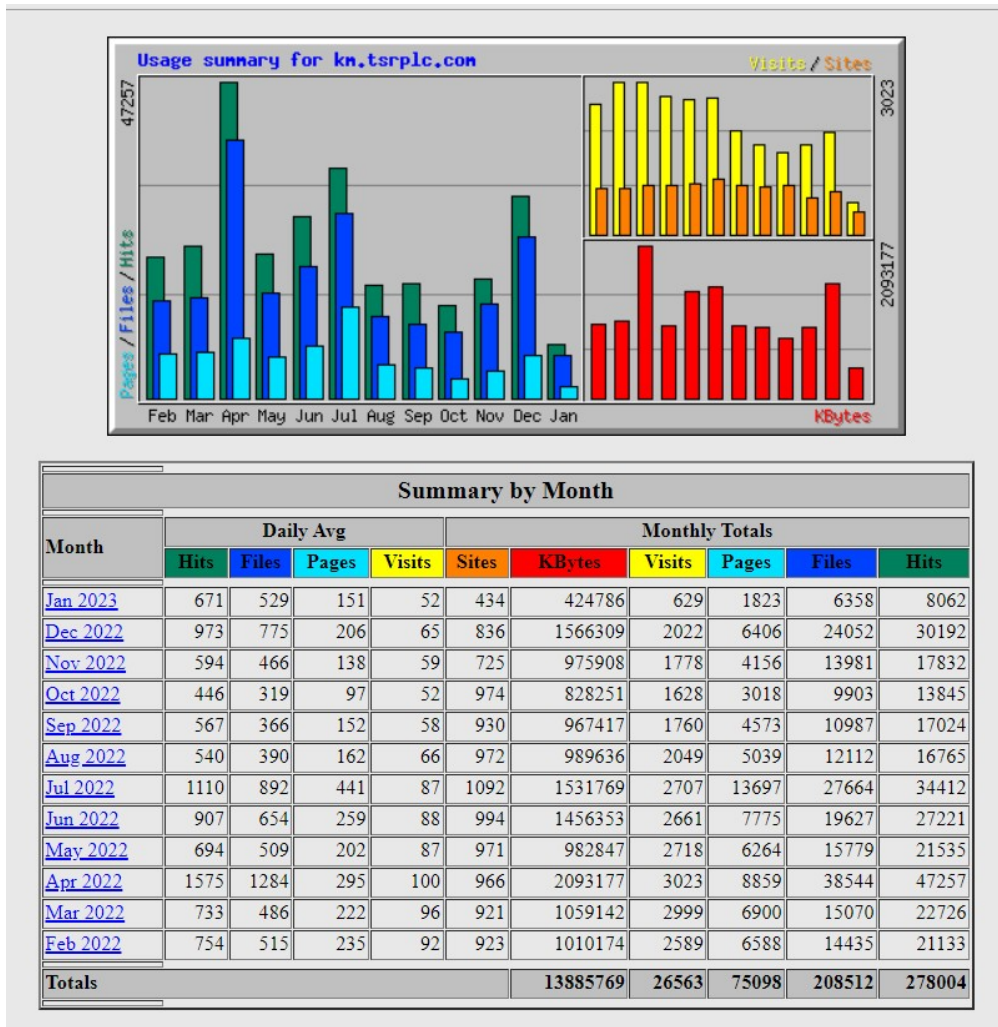 Usage summary for km.tsrplc.com
Visits / Sites
47257
3023
Pages / Files / Hits
2093177
Feb Mar Apr May Jun Jul Aug Sep Oct Nov Dec Jan
KBytes
Summary by Month
Month Daily Avg Monthly Totals
Hits Files Pages Visits Sites KBytes Visits Pages Files Hits
Jan 2023 671 529 151 52 434 424786 629 1823 6358 8062
Dec 2022 973 775 206 65 836 1566309 2022 6406 24052 30192
Nov 2022 594 466 138 59 725 975908 1778 4156 13981 17832
Oct 2022 446 319 97 52 974 828251 1628 3018 9903 13845
Sep 2022 567 366 152 58 930 967417 1760 4573 10987 17024
Aug 2022 540 390 162 66 972 989636 2049 5039 12112 16765
Jul 2022 1110 892 441 87 1092 1531769 2707 13697 27664 34412
Jun 2022 907 654 259 88 994 1456353 2661 7775 19627 27221
May 2022 694 509 202 87 971 982847 2718 6264 15779 21535
Apr 2022 1575 1284 295 100 966 2093177 3023 8859 38544 47257
Mar 2022 733 486 222 96 921 1059142 2999 6900 15070 22726
Feb 2022 754 515 235 92 923 1010174 2589 6588 14435 21133
Totals 13885769 26563 75098 208512 278004